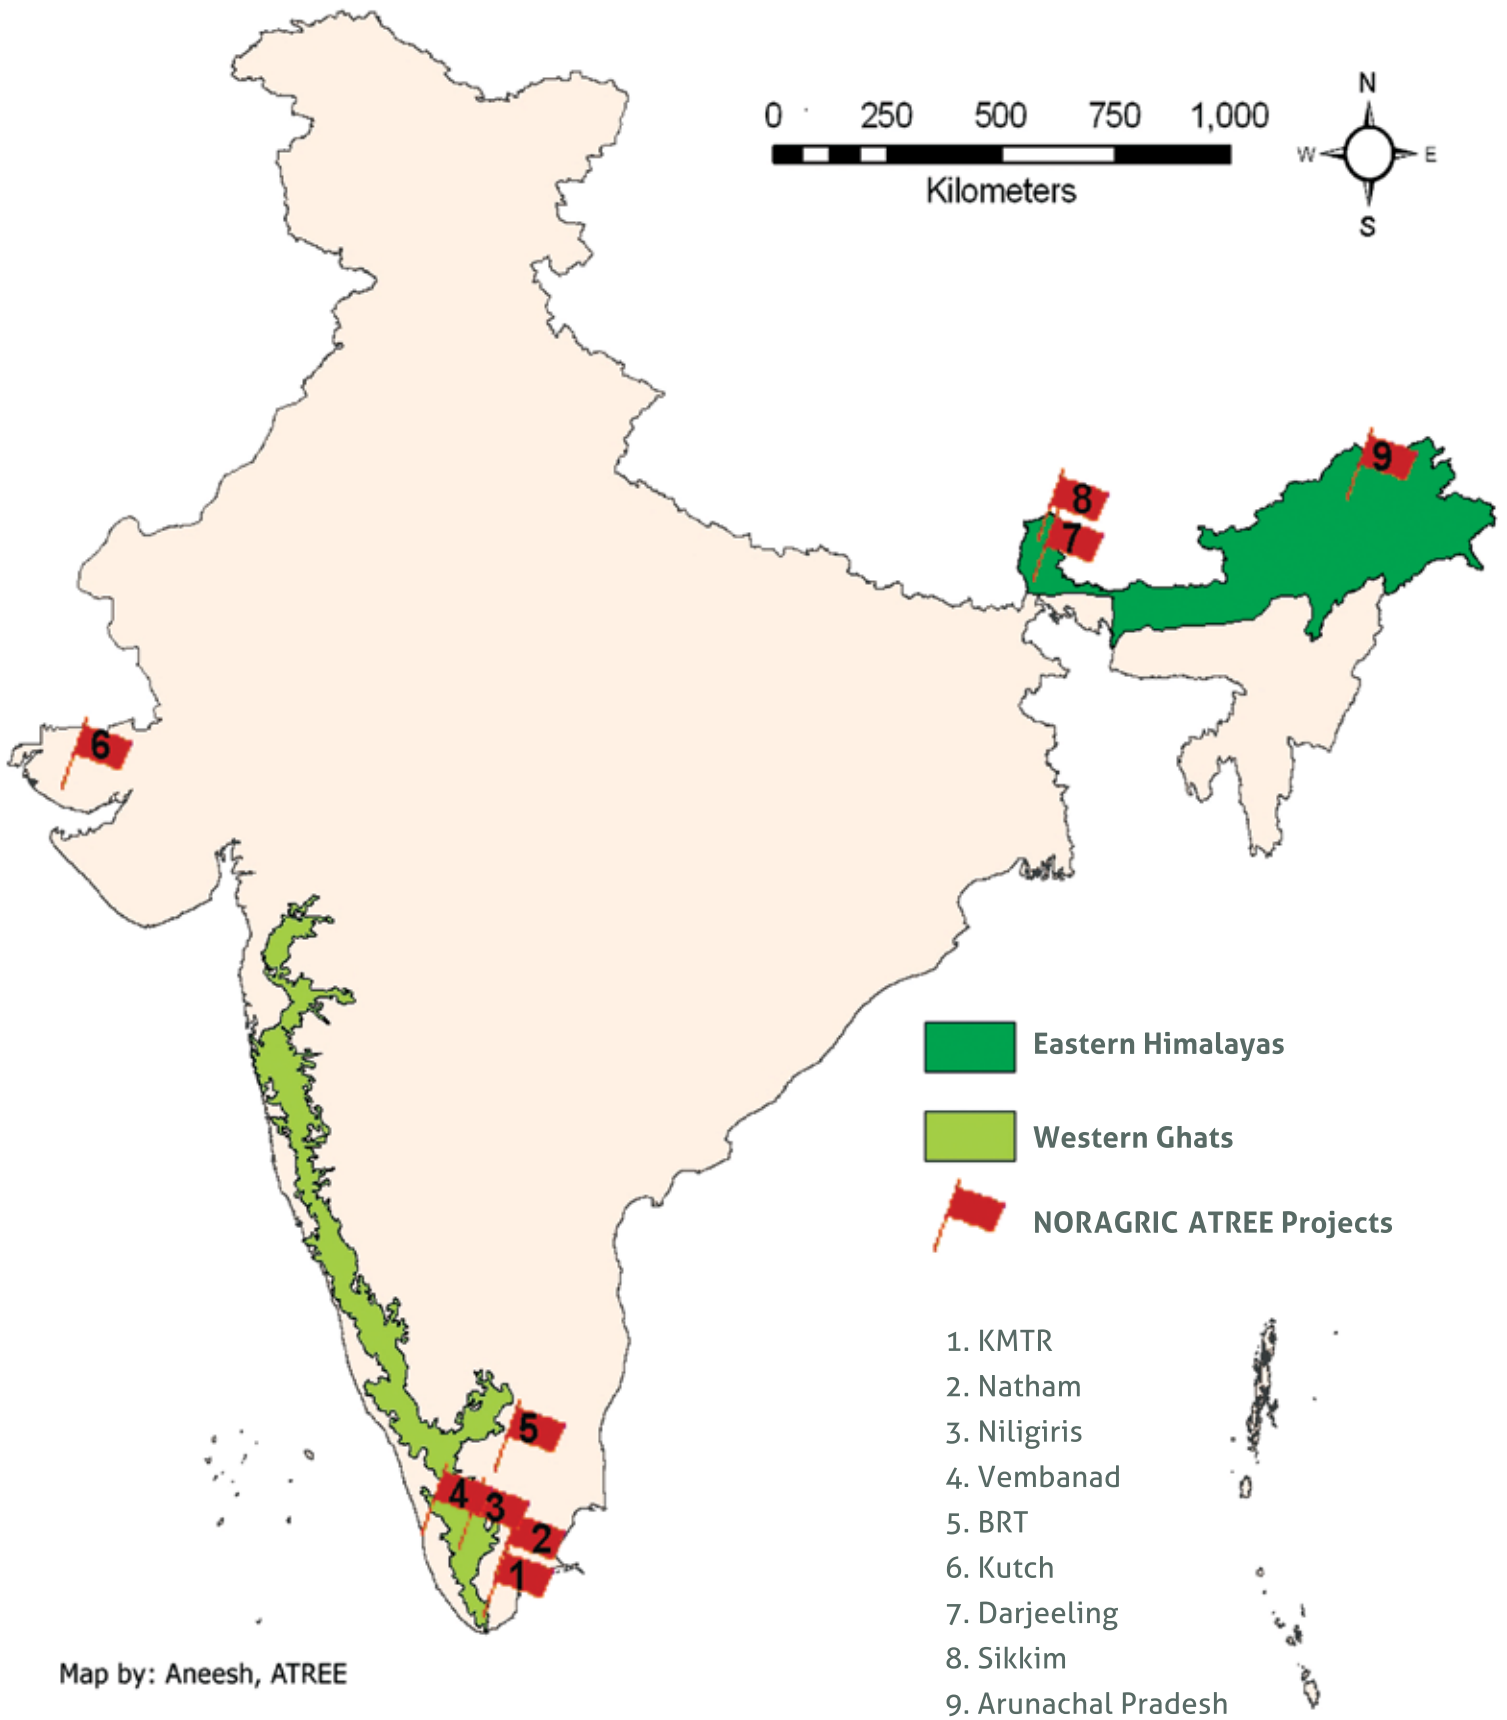 N
0 250 500 750 1,000
W E
Kilometers
S
9
8
7
6
Eastern Himalayas
Western Ghats
NORAGRIC ATREE Projects
1. KMTR
2. Natham
3. Niligiris
4. Vembanad
5. BRT
6. Kutch
7. Darjeeling
8. Sikkim
9. Arunachal Pradesh
5
4
3
2
1
Map by: Aneesh, ATREE